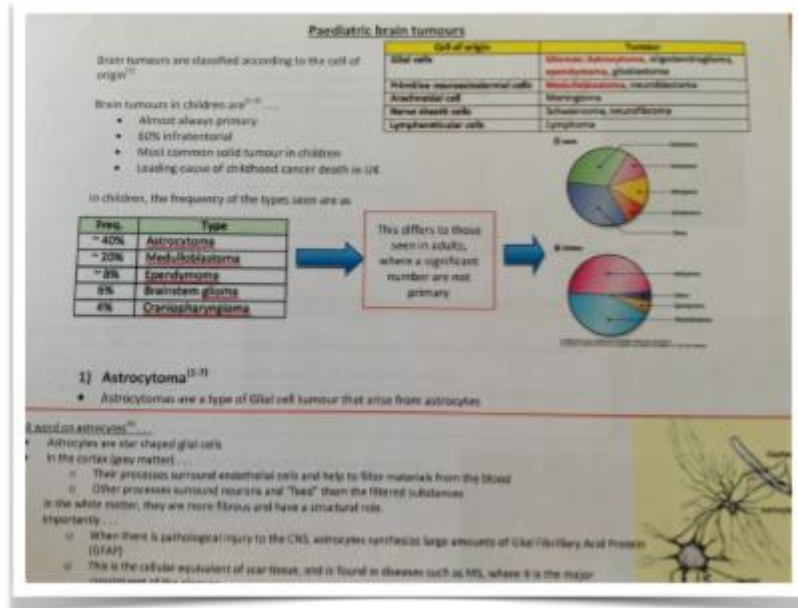 Paediatric brain tumours
Brain tumours are classified according to the cell of
origin
Cell of origin Tumour
Glial cells Gliomas: Astrocytoma, oligodendroglioma,
ependymoma, glioblastoma
Primitive neuroectodermal cells Medulloblastoma, neuroblastoma
Arachnoidal cell Meningioma
Nerve sheath cells Schwannoma, neurofibroma
Lymphoreticular cells Lymphoma
Brain tumours in children are
• Almost always primary
• 60% infratentorial
• Most common solid tumour in children
• Leading cause of childhood cancer death in UK
In children, the frequency of the types seen are as
Freq. Type
~ 40% Astrocytoma
~ 20% Medulloblastoma
~ 8% Ependymoma
6% Brainstem glioma
4% Craniopharyngioma
This differs to those
seen in adults,
where a significant
number are not
primary
1) Astrocytoma(1-7)
• Astrocytomas are a type of Glial cell tumour that arise from astrocytes
word on astrocytes
Astrocytes are star shaped glial cells
In the cortex (grey matter) . . .
o Their processes surround endothelial cells and help to filter materials from the blood
o Other processes surround neurons and "feed" them the filtered substances
In the white matter, they are more fibrous and have a structural role
Importantly . . .
o When there is pathological injury to the CNS, astrocytes synthesize large amounts of Glial Fibrillary Acid Protein
(GFAP)
o This is the cellular equivalent of scar tissue, and is found in diseases such as MS, where it is the major